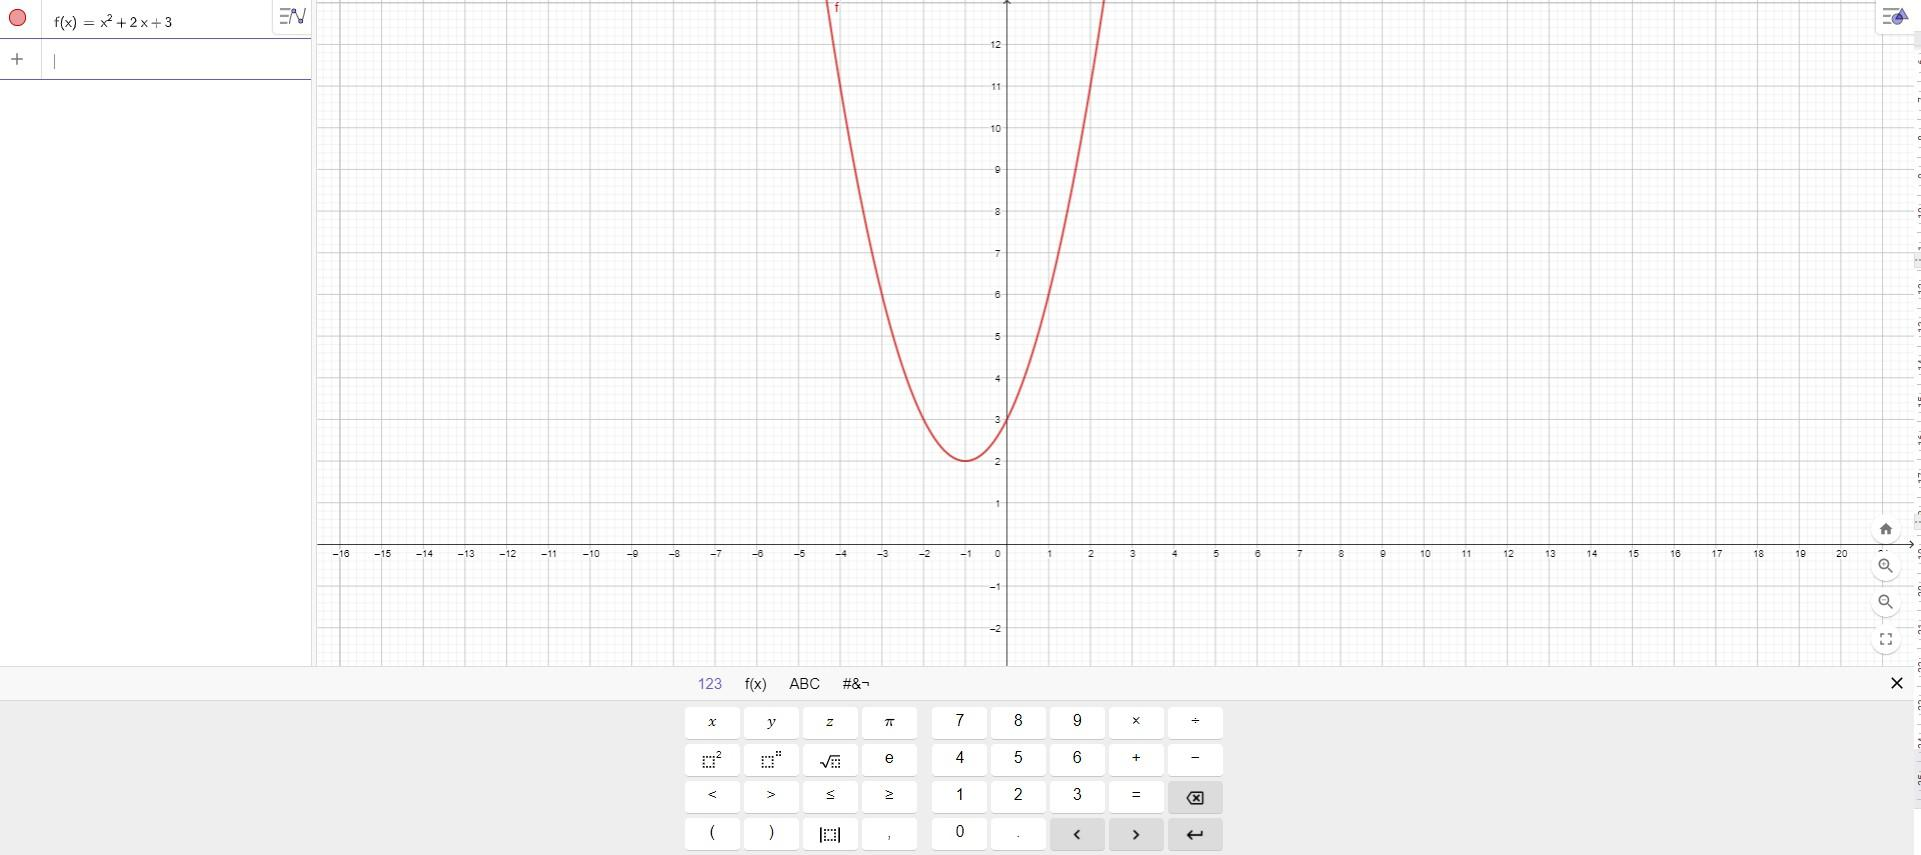 f(x) = x² + 2 x + 3
f
12
11
10
9
8
7
6
5
4
3
2
1
–16 –15 –14 –13 –12 –11 –10 –9 –8 –7 –6 –5 –4 –3 –2 –1 0 1 2 3 4 5 6 7 8 9 10 11 12 13 14 15 16 17 18 19 20
–1
–2
123 f(x) ABC #&¬
x y z π 7 8 9 × ÷
² √ e 4 5 6 + −
< > ≤ ≥ 1 2 3 =
( ) | | , 0 . < >